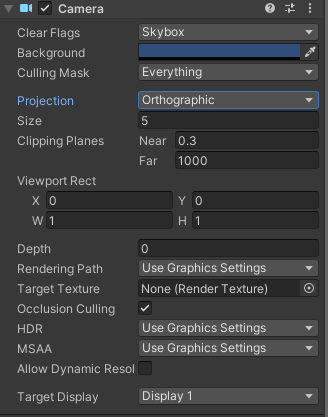 Camera
Clear Flags Skybox
Background
Culling Mask Everything
Projection Orthographic
Size 5
Clipping Planes Near 0.3
Far 1000
Viewport Rect
X 0 Y 0
W 1 H 1
Depth 0
Rendering Path Use Graphics Settings
Target Texture None (Render Texture)
Occlusion Culling
HDR Use Graphics Settings
MSAA Use Graphics Settings
Allow Dynamic Resol
Target Display Display 1